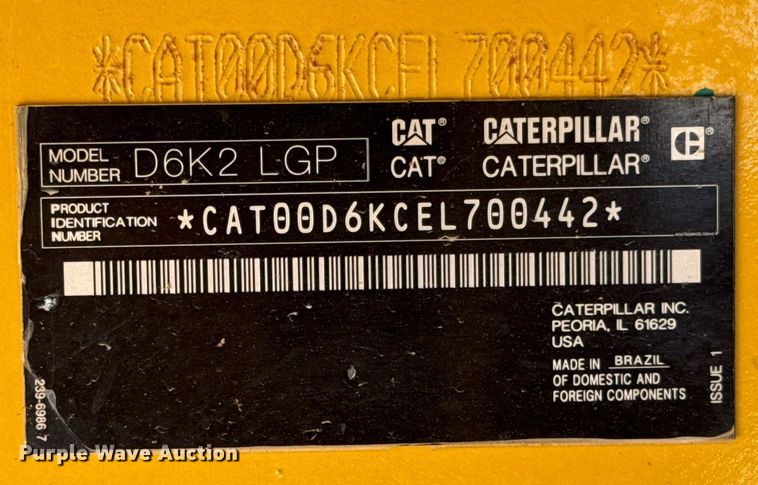 *CAT00D6KCEL700442*
MODEL NUMBER D6K2 LGP
CAT® CATERPILLAR®
CAT® CATERPILLAR®
PRODUCT IDENTIFICATION NUMBER *CAT00D6KCEL700442*
CATERPILLAR INC.
PEORIA, IL 61629
USA
MADE IN BRAZIL
OF DOMESTIC AND
FOREIGN COMPONENTS
ISSUE 1
239-6986 7
Purple Wave Auction